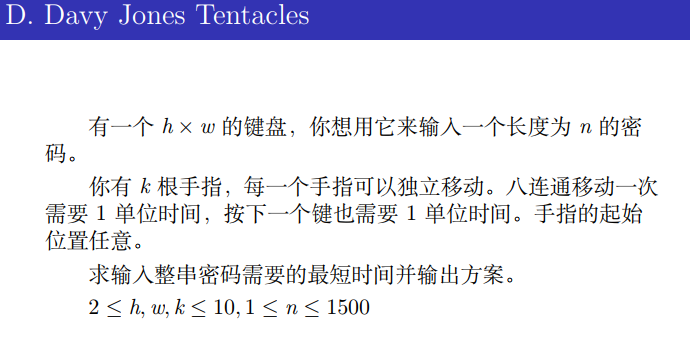 D. Davy Jones Tentacles
有一个 h × w 的键盘，你想用它来输入一个长度为 n 的密
码。
你有 k 根手指，每一个手指可以独立移动。八连通移动一次
需要 1 单位时间，按下一个键也需要 1 单位时间。手指的起始
位置任意。
求输入整串密码需要的最短时间并输出方案。
2 ≤ h, w, k ≤ 10, 1 ≤ n ≤ 1500